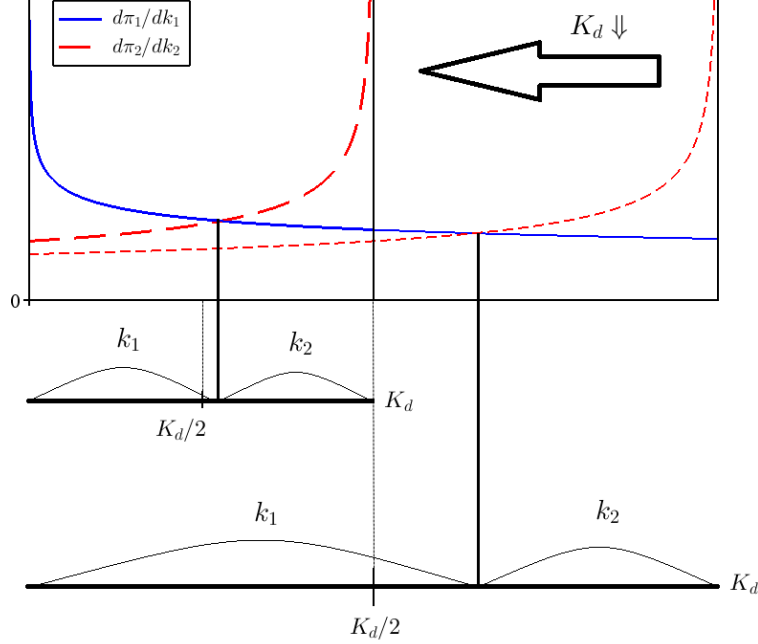 dπ₁/dk₁
dπ₂/dk₂
K_d ⇓
0
k₁
k₂
K_d
K_d/2
k₁
k₂
K_d
K_d/2